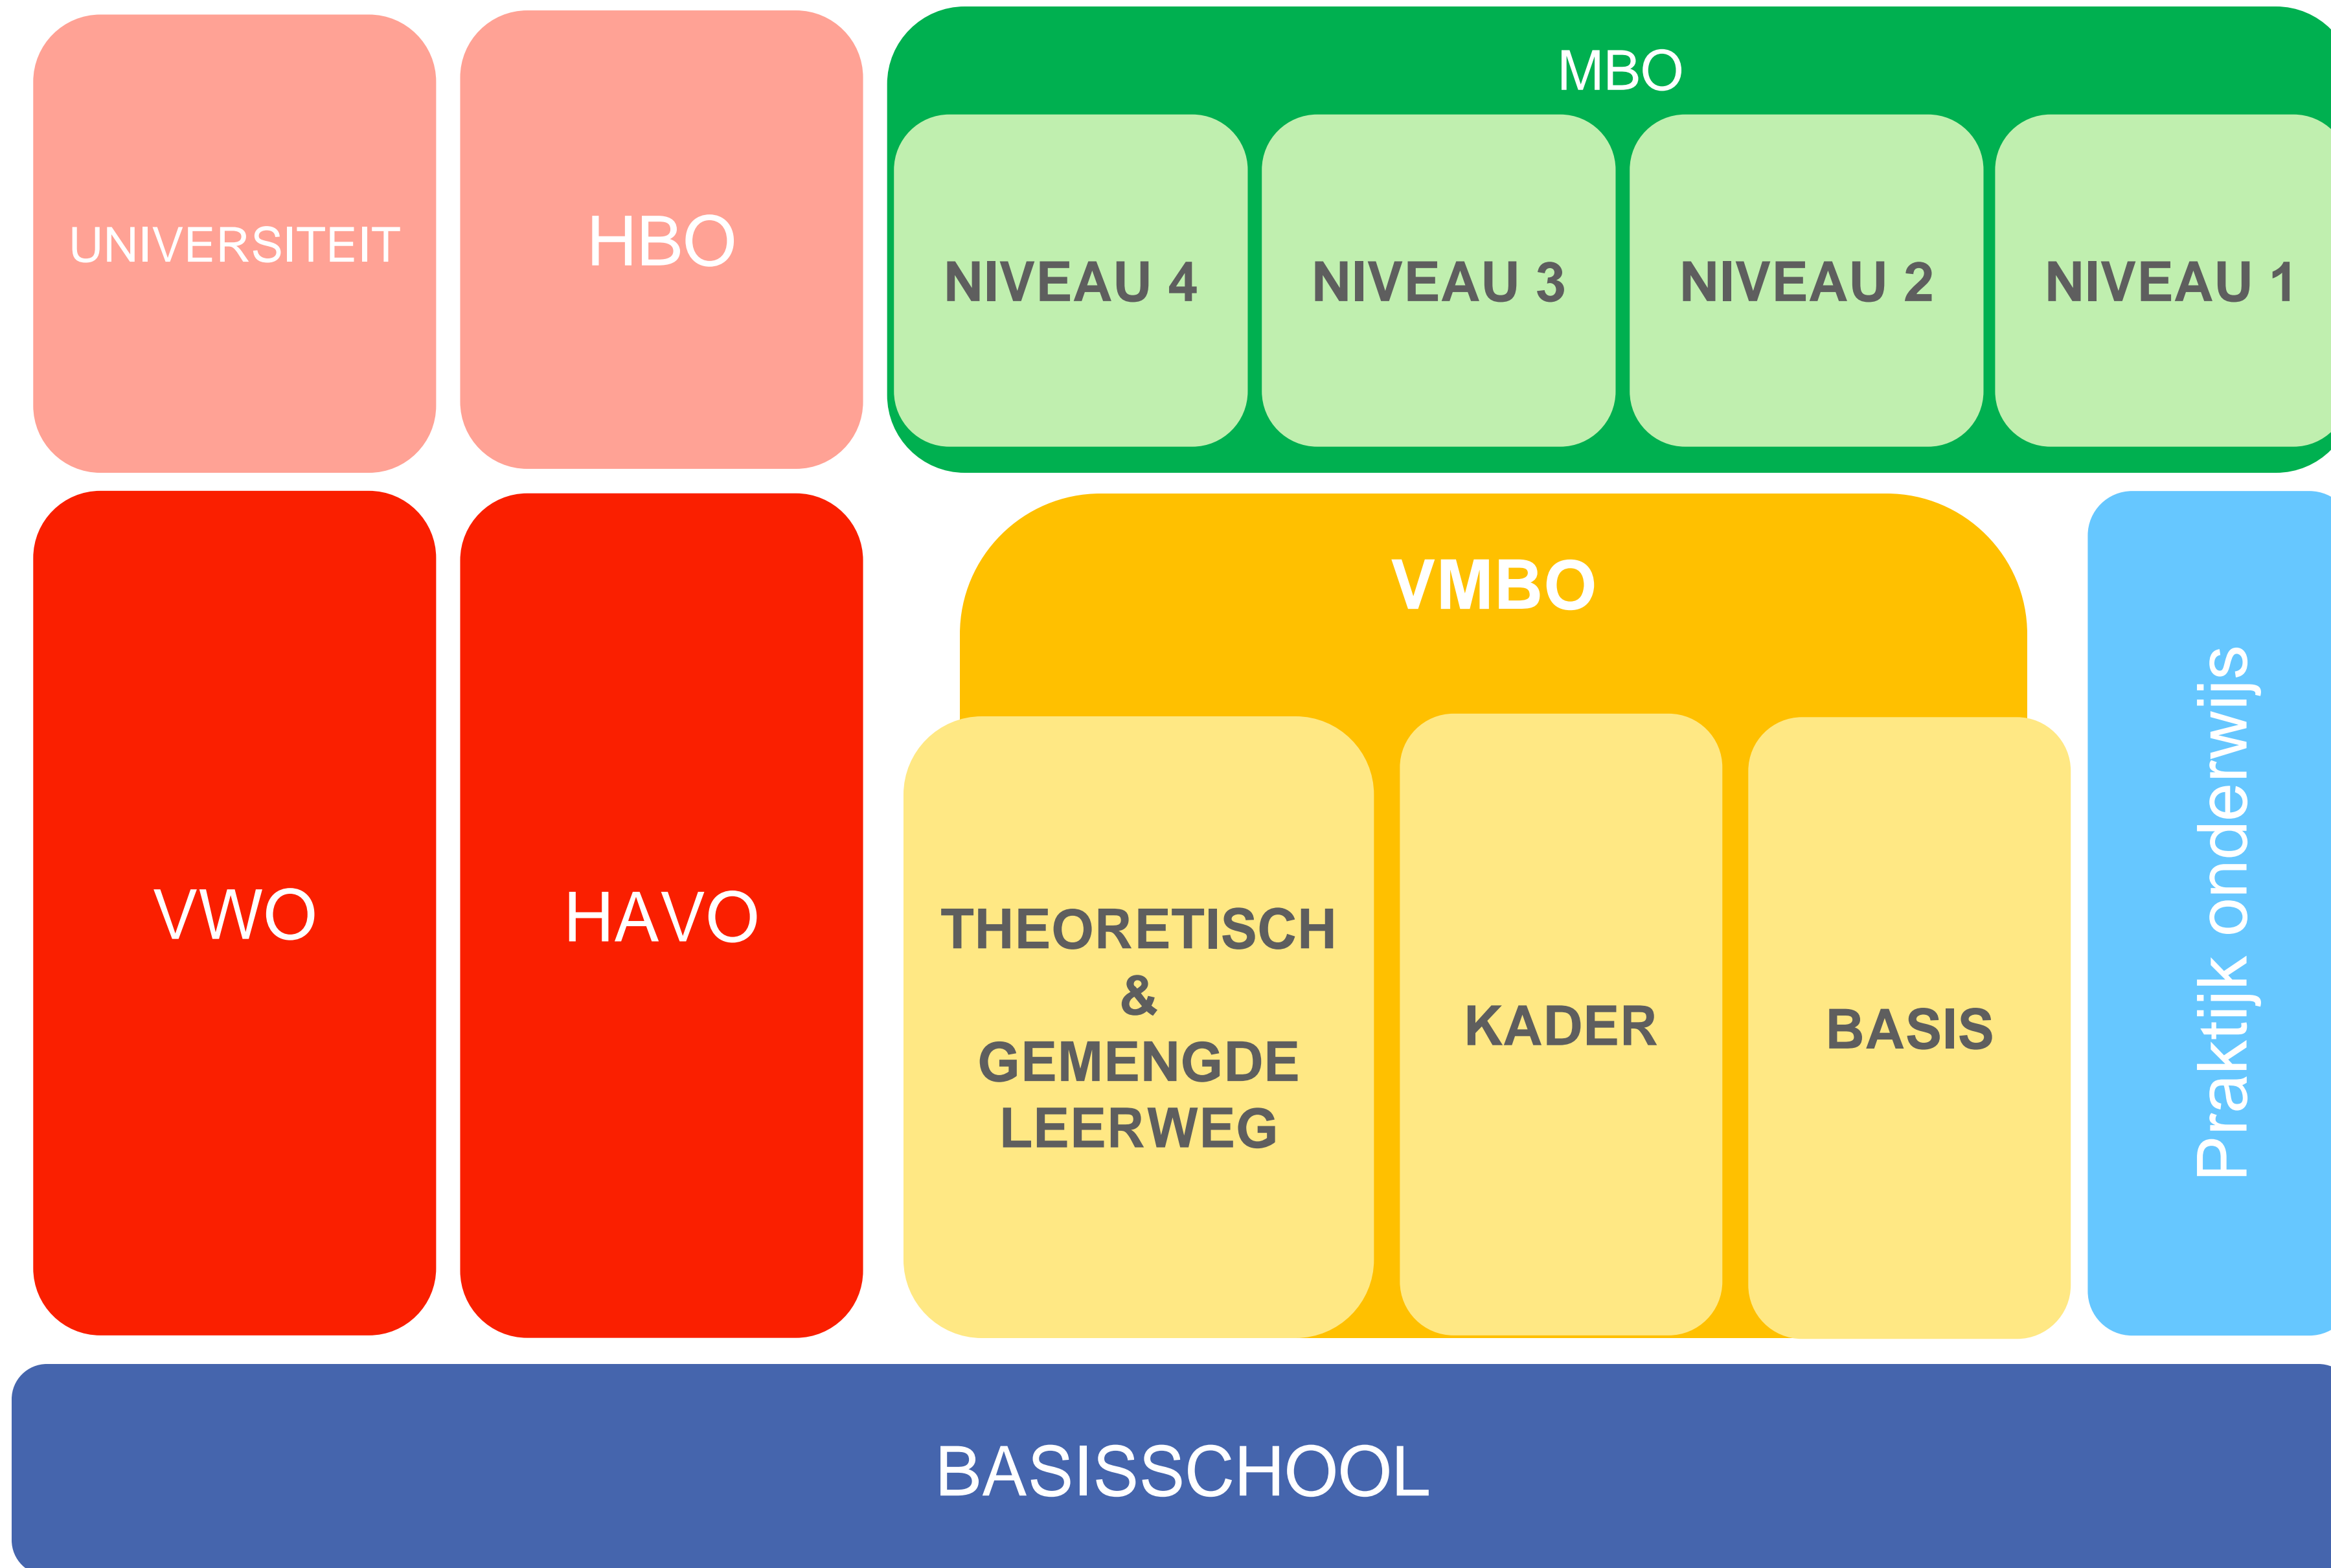 MBO
UNIVERSITEIT
HBO
NIVEAU 4
NIVEAU 3
NIVEAU 2
NIVEAU 1
VMBO
VWO
HAVO
THEORETISCH
&
GEMENGDE
LEERWEG
KADER
BASIS
Praktijk onderwijs
BASISSCHOOL